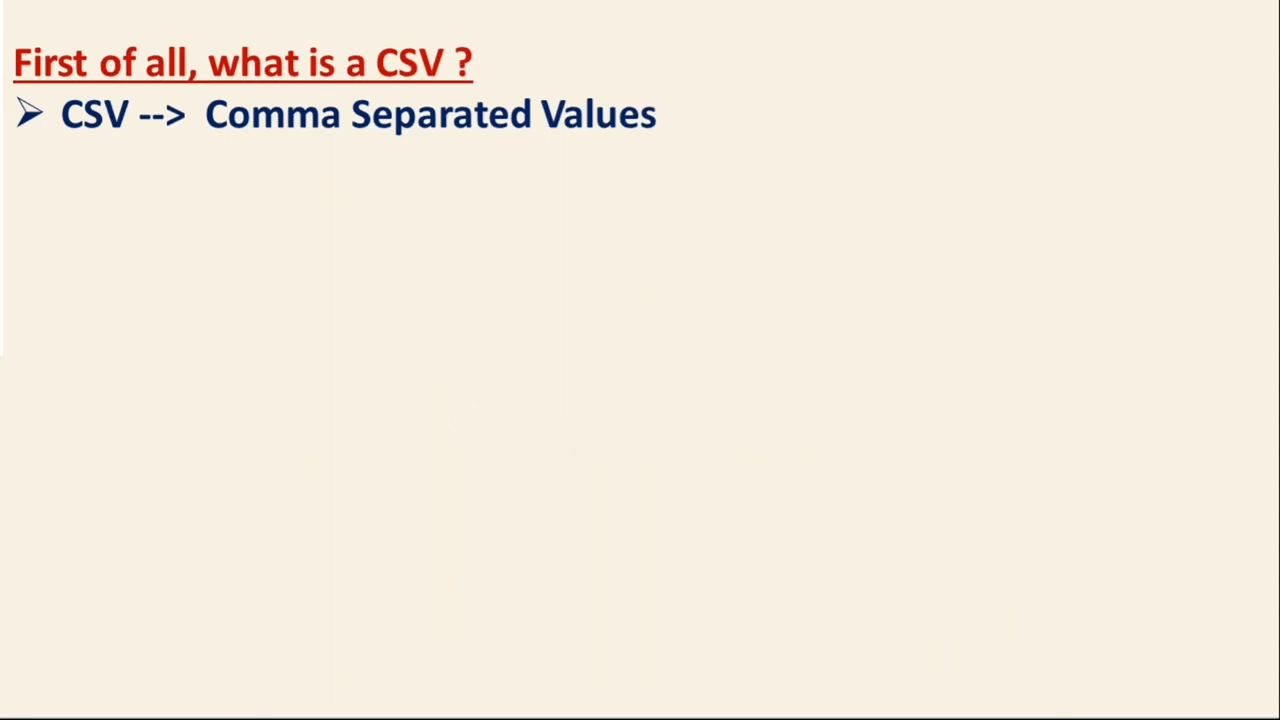 First of all, what is a CSV ?
➢ CSV --> Comma Separated Values